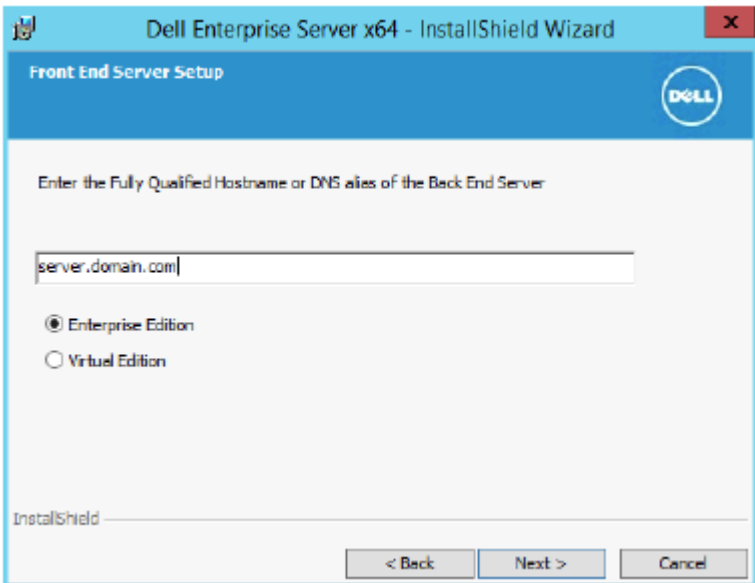 Dell Enterprise Server x64 - InstallShield Wizard
x
Front End Server Setup
DELL
Enter the Fully Qualified Hostname or DNS alias of the Back End Server
server.domain.com
Enterprise Edition
Virtual Edition
InstallShield
< Back Next > Cancel